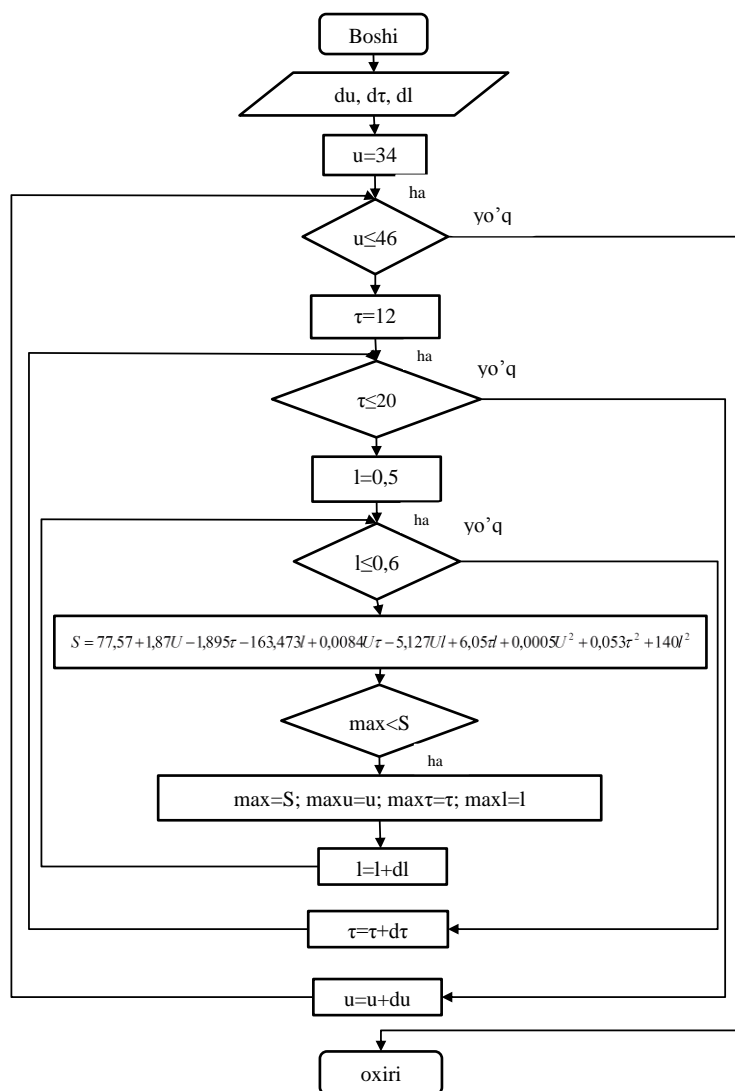 Boshi
du, dτ, dl
u=34
ha
u≤46
yo’q
τ=12
ha
τ≤20
yo’q
l=0,5
ha
l≤0,6
yo’q
S = 77,57+1,87U −1,895τ −163,473l + 0,0084Uτ −5,127Ul + 6,05τl + 0,0005U² + 0,053τ² +140l²
max<S
ha
max=S; maxu=u; maxτ=τ; maxl=l
l=l+dl
τ=τ+dτ
u=u+du
oxiri